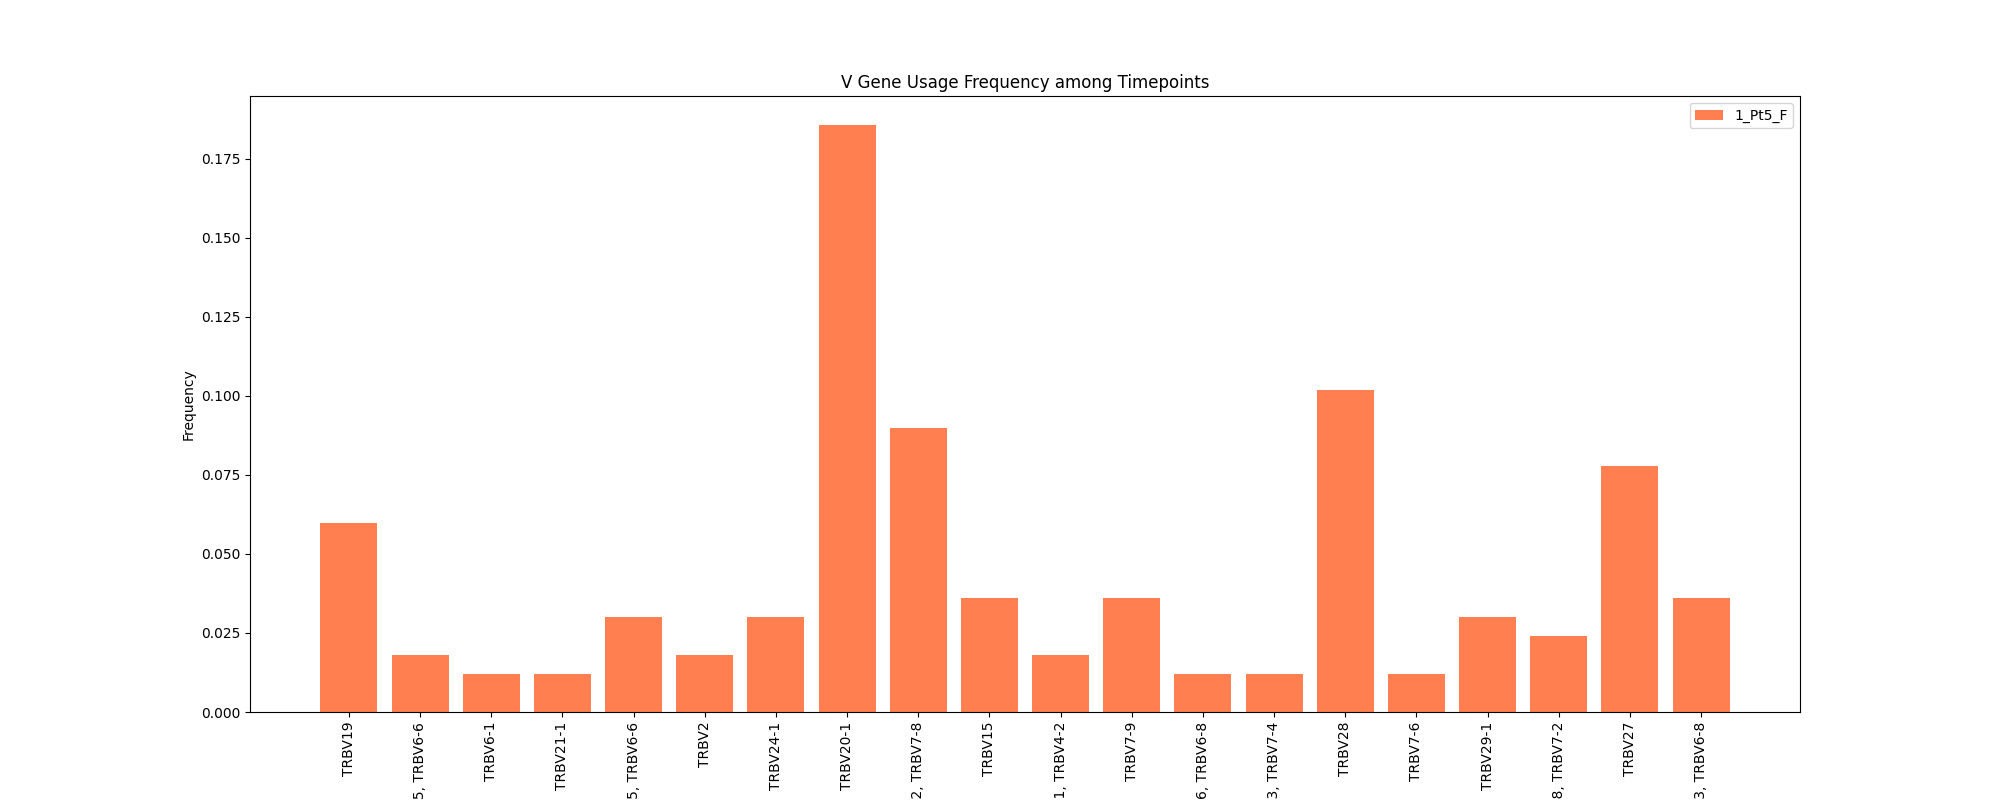 V Gene Usage Frequency among Timepoints
1_Pt5_F
0.175
0.150
0.125
0.100
0.075
0.050
0.025
0.000
Frequency
TRBV19
5, TRBV6-6
TRBV6-1
TRBV21-1
5, TRBV6-6
TRBV2
TRBV24-1
TRBV20-1
2, TRBV7-8
TRBV15
1, TRBV4-2
TRBV7-9
6, TRBV6-8
3, TRBV7-4
TRBV28
TRBV7-6
TRBV29-1
8, TRBV7-2
TRBV27
3, TRBV6-8